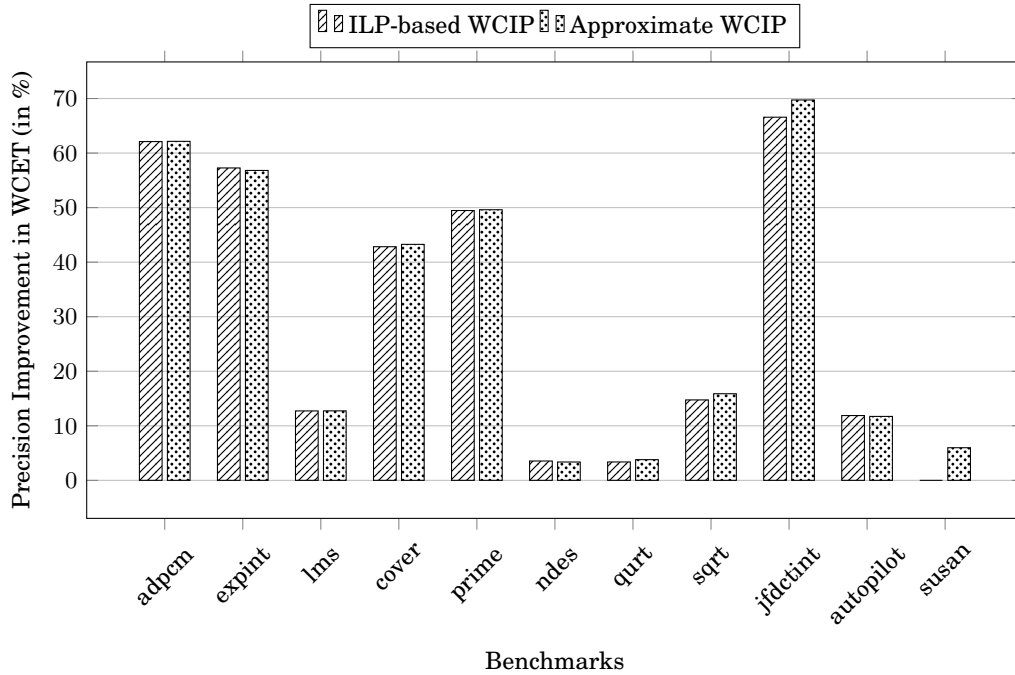 ILP-based WCIP Approximate WCIP
Precision Improvement in WCET (in %)
70
60
50
40
30
20
10
0
adpcm
expint
lms
cover
prime
ndes
qurt
sqrt
jfdctint
autopilot
susan
Benchmarks